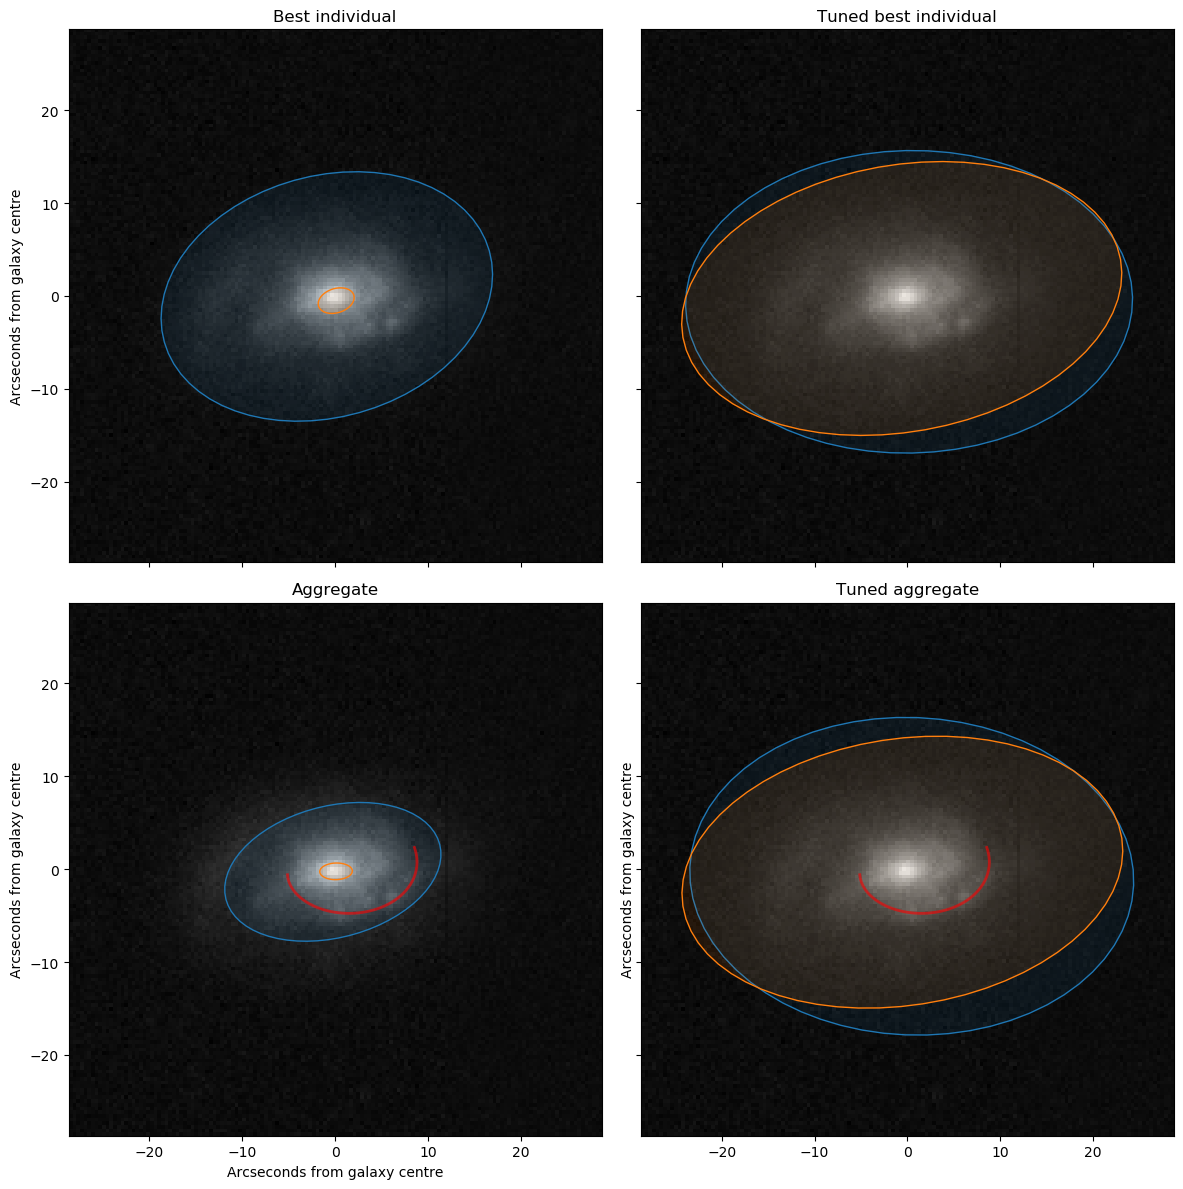 Best individual
Tuned best individual
Arcseconds from galaxy centre
20
10
0
−10
−20
Aggregate
Tuned aggregate
Arcseconds from galaxy centre
Arcseconds from galaxy centre
20
10
0
−10
−20
−20 −10 0 10 20
−20 −10 0 10 20
Arcseconds from galaxy centre